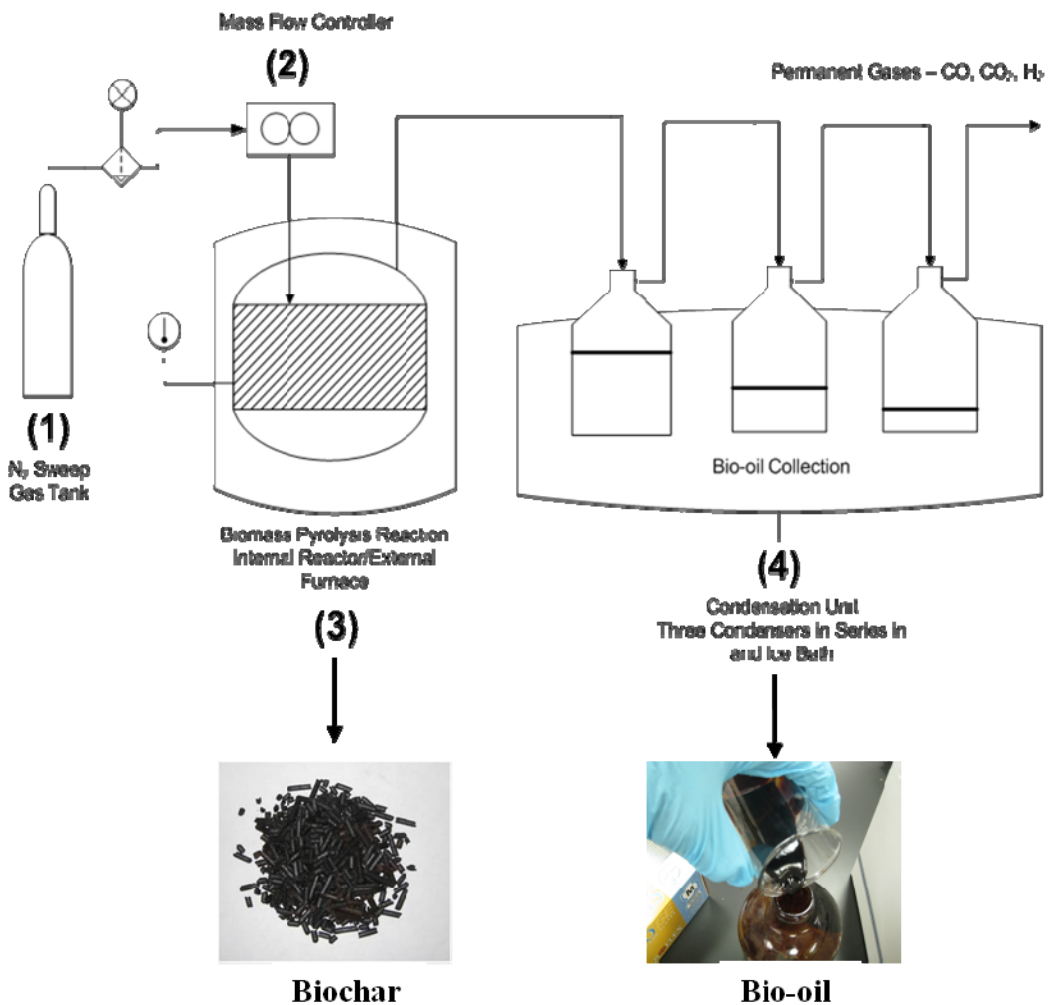 Mass Flow Controller
(2)
Permanent Gases – CO, CO₂, H₂
(1)
N₂ Sweep
Gas Tank
Bio-oil Collection
Biomass Pyrolysis Reaction
Internal Reactor/External
Furnace
(3)
(4)
Condensation Unit
Three Condensers in Series in
and Ice Bath
Biochar
Bio-oil